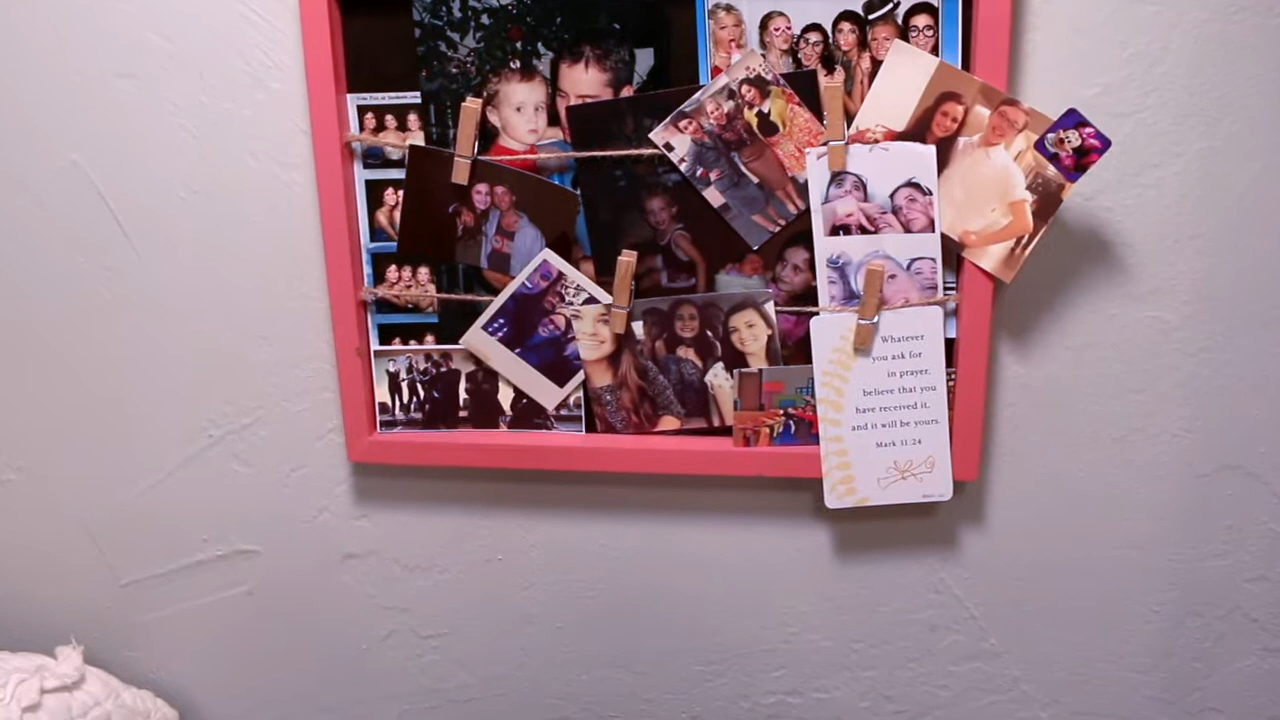 Whatever
you ask for
in prayer,
believe that you
have received it,
and it will be yours.
Mark 11:24